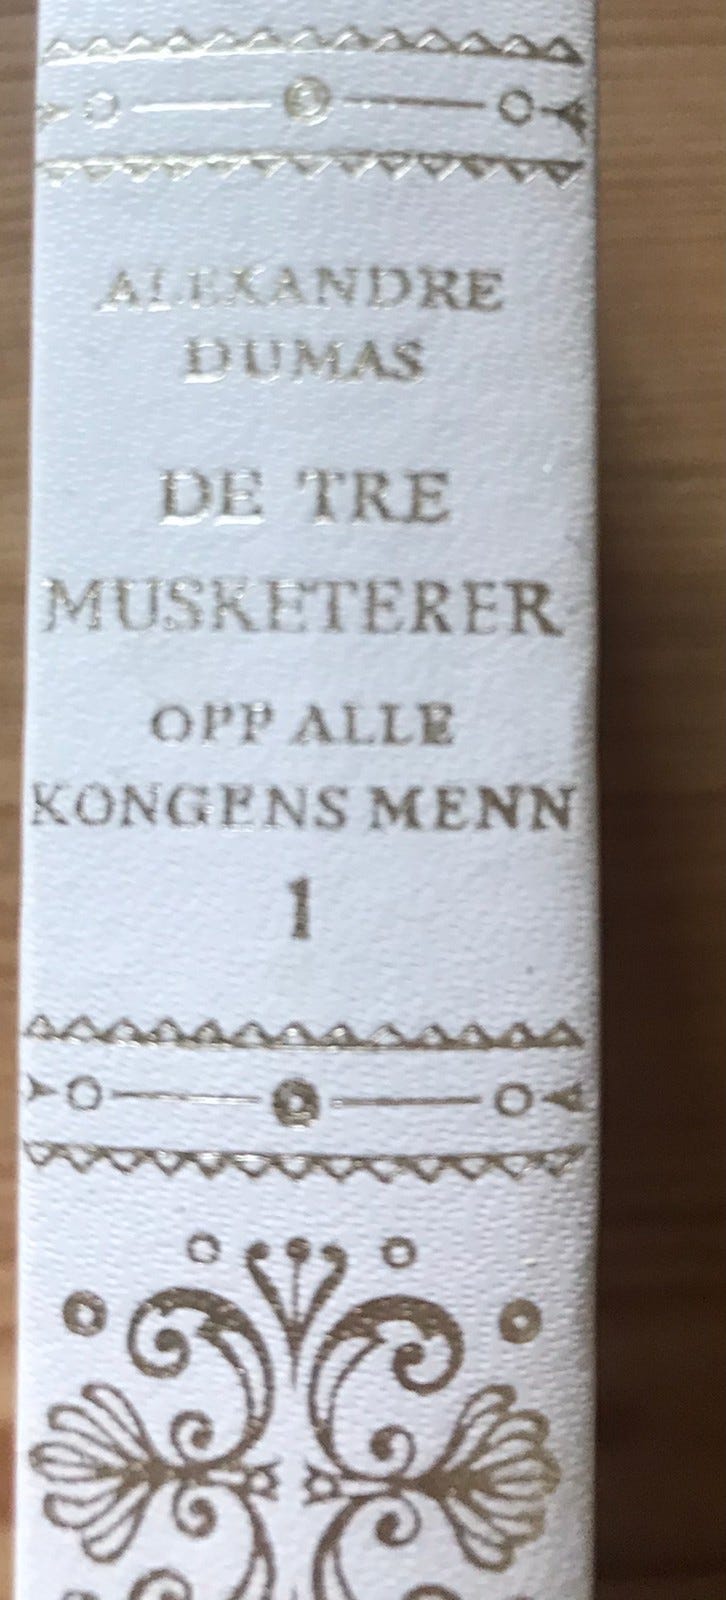 ALEXANDRE
DUMAS
DE TRE
MUSKETERER
OPP ALLE
KONGENS MENN
1